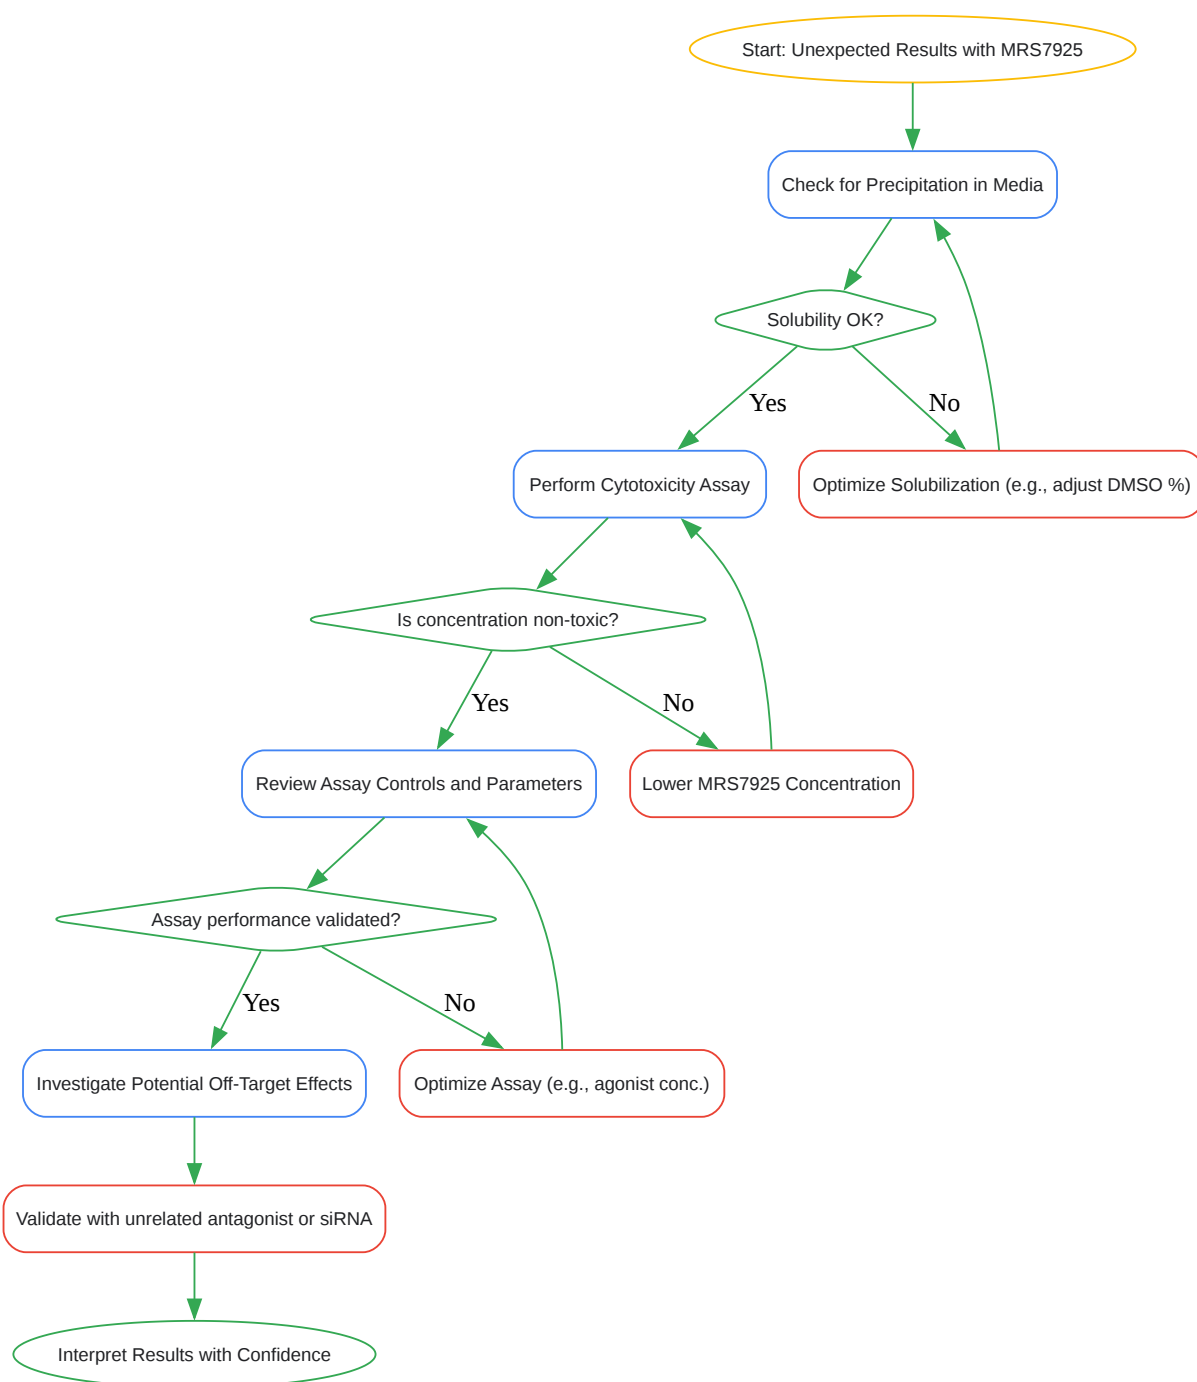 Start: Unexpected Results with MRS7925
Check for Precipitation in Media
Solubility OK?
Yes
No
Perform Cytotoxicity Assay
Optimize Solubilization (e.g., adjust DMSO %)
Is concentration non-toxic?
Yes
No
Review Assay Controls and Parameters
Lower MRS7925 Concentration
Assay performance validated?
Yes
No
Investigate Potential Off-Target Effects
Optimize Assay (e.g., agonist conc.)
Validate with unrelated antagonist or siRNA
Interpret Results with Confidence